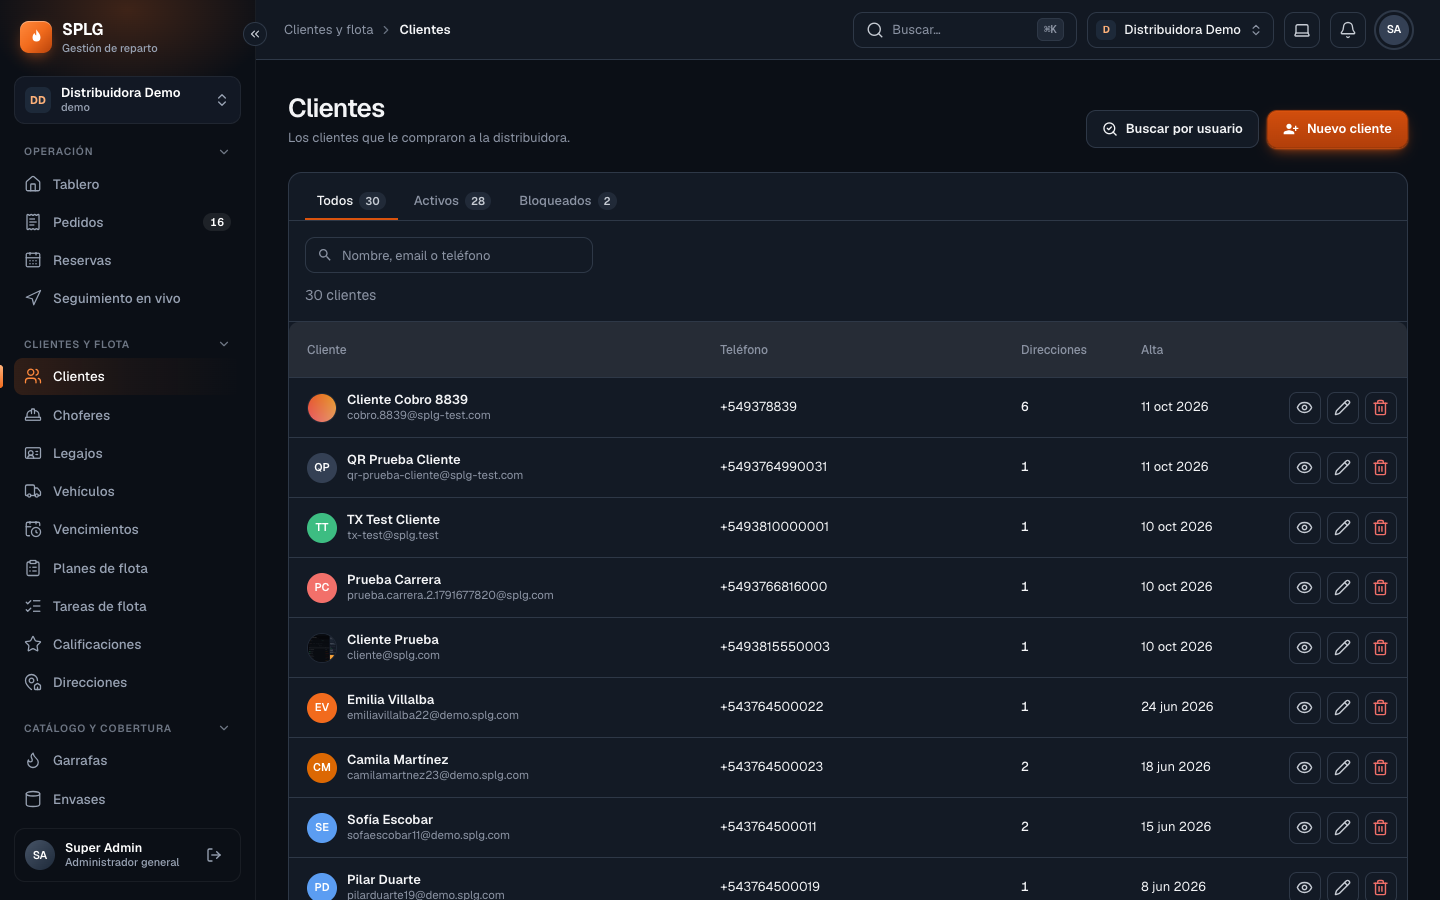 SPLG
Gestión de reparto
DD
Distribuidora Demo
demo
OPERACIÓN
Tablero
Pedidos 16
Reservas
Seguimiento en vivo
CLIENTES Y FLOTA
Clientes
Choferes
Legajos
Vehículos
Vencimientos
Planes de flota
Tareas de flota
Calificaciones
Direcciones
CATÁLOGO Y COBERTURA
Garrafas
Envases
SA
Super Admin
Administrador general
Clientes y flota > Clientes
Buscar... ⌘K
D Distribuidora Demo
SA
Clientes
Los clientes que le compraron a la distribuidora.
Buscar por usuario
Nuevo cliente
Todos 30 Activos 28 Bloqueados 2
Nombre, email o teléfono
30 clientes
Cliente Teléfono Direcciones Alta
Cliente Cobro 8839
cobro.8839@splg-test.com
+549378839 6 11 oct 2026
QP QR Prueba Cliente
qr-prueba-cliente@splg-test.com
+5493764990031 1 11 oct 2026
TT TX Test Cliente
tx-test@splg.test
+5493810000001 1 10 oct 2026
PC Prueba Carrera
prueba.carrera.2.1791677820@splg.com
+5493766816000 1 10 oct 2026
Cliente Prueba
cliente@splg.com
+5493815550003 1 10 oct 2026
EV Emilia Villalba
emiliavillalba22@demo.splg.com
+543764500022 1 24 jun 2026
CM Camila Martínez
camilamartnez23@demo.splg.com
+543764500023 2 18 jun 2026
SE Sofía Escobar
sofaescobar11@demo.splg.com
+543764500011 2 15 jun 2026
PD Pilar Duarte
pilarduarte19@demo.splg.com
+543764500019 1 8 jun 2026